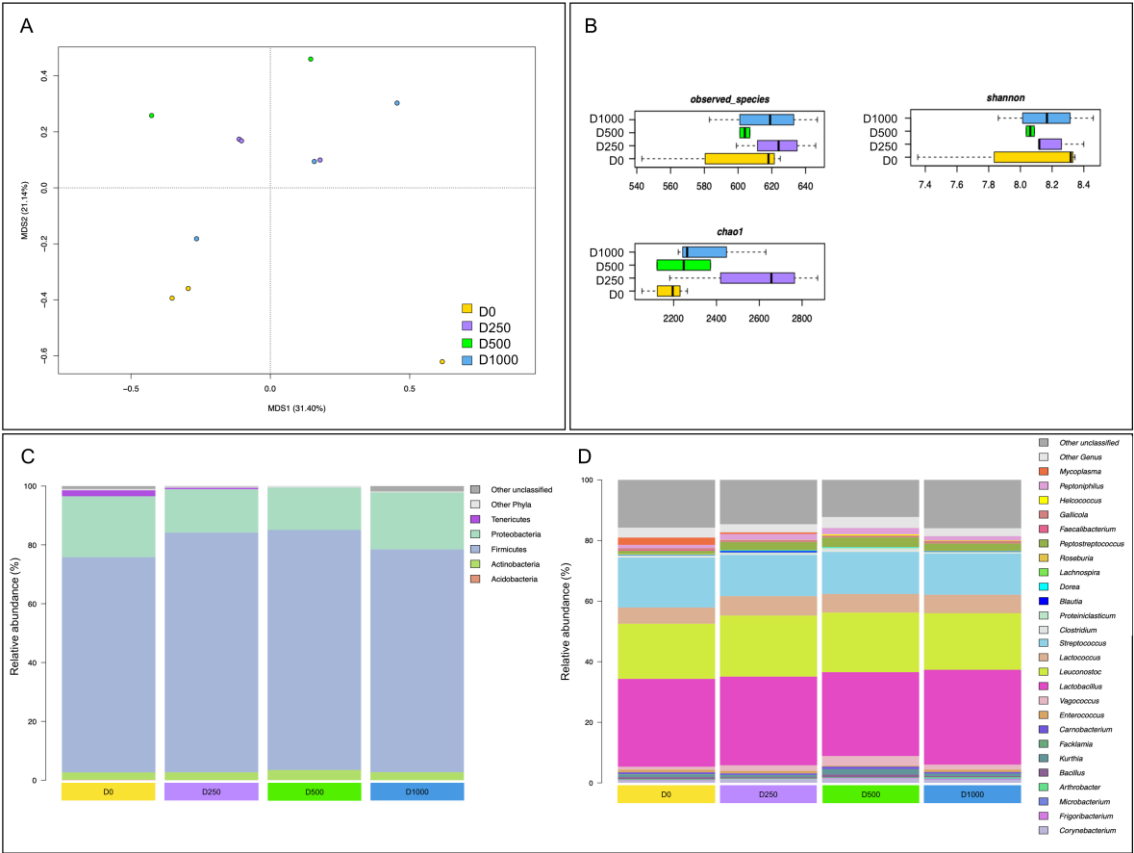 A
0.4
0.2
0.0
−0.2
−0.4
−0.6
MDS2 (21.14%)
−0.5
0.0
0.5
MDS1 (31.40%)
D0
D250
D500
D1000
B
observed_species
D1000
D500
D250
D0
540 560 580 600 620 640
shannon
D1000
D500
D250
D0
7.4 7.6 7.8 8.0 8.2 8.4
chao1
D1000
D500
D250
D0
2200 2400 2600 2800
C
Relative abundance (%)
100
80
60
40
20
0
D0 D250 D500 D1000
Other unclassified
Other Phyla
Tenericutes
Proteobacteria
Firmicutes
Actinobacteria
Acidobacteria
D
Relative abundance (%)
100
80
60
40
20
0
D0 D250 D500 D1000
Other unclassified
Other Genus
Mycoplasma
Peptoniphilus
Helcococcus
Gallicola
Faecalibacterium
Peptostreptococcus
Roseburia
Lachnospira
Dorea
Blautia
Proteiniclasticum
Clostridium
Streptococcus
Lactococcus
Leuconostoc
Lactobacillus
Vagococcus
Enterococcus
Carnobacterium
Facklamia
Kurthia
Bacillus
Arthrobacter
Microbacterium
Frigoribacterium
Corynebacterium